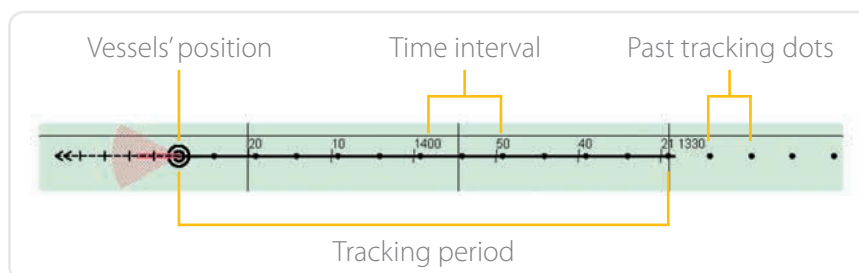 Vessels' position Time interval Past tracking dots
20 10 1400 50 40 21 1330
Tracking period